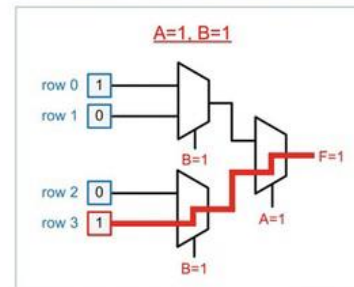 A=1, B=1
row 0 1
row 1 0
B=1
F=1
row 2 0
row 3 1
A=1
B=1